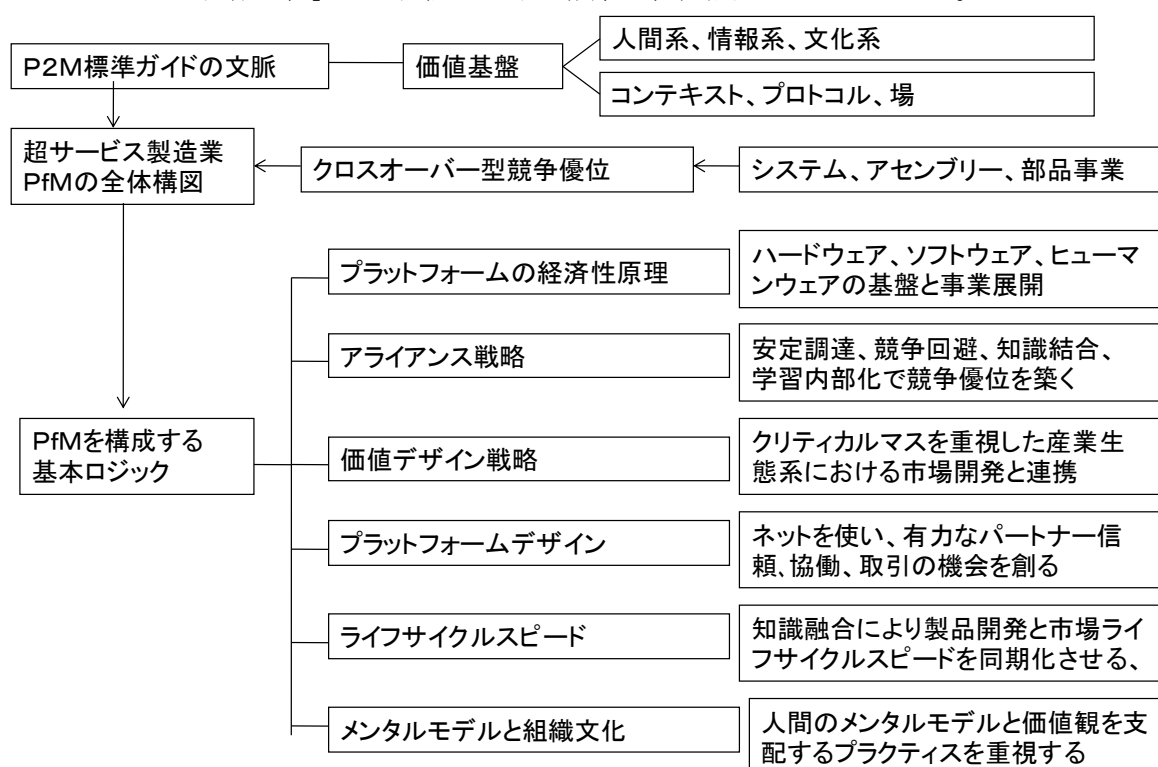 人間系、情報系、文化系
P2M標準ガイドの文脈
価値基盤
コンテキスト、プロトコル、場
超サービス製造業
PfMの全体構図
クロスオーバー型競争優位
システム、アセンブリー、部品事業
プラットフォームの経済性原理
ハードウェア、ソフトウェア、ヒューマ
ンウェアの基盤と事業展開
アライアンス戦略
安定調達、競争回避、知識結合、
学習内部化で競争優位を築く
PfMを構成する
基本ロジック
価値デザイン戦略
クリティカルマスを重視した産業生
態系における市場開発と連携
プラットフォームデザイン
ネットを使い、有力なパートナー信
頼、協働、取引の機会を創る
ライフサイクルスピード
知識融合により製品開発と市場ライ
フサイクルスピードを同期化させる、
メンタルモデルと組織文化
人間のメンタルモデルと価値観を支
配するプラクティスを重視する